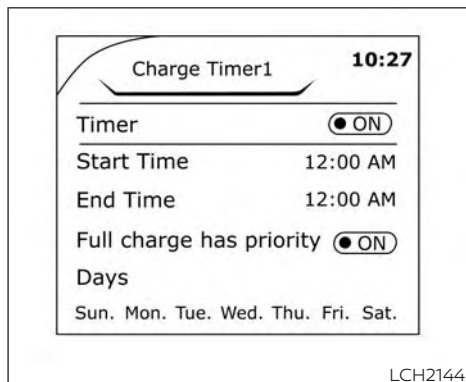 Charge Timer1 10:27
Timer ON
Start Time 12:00 AM
End Time 12:00 AM
Full charge has priority ON
Days
Sun. Mon. Tue. Wed. Thu. Fri. Sat.
LCH2144